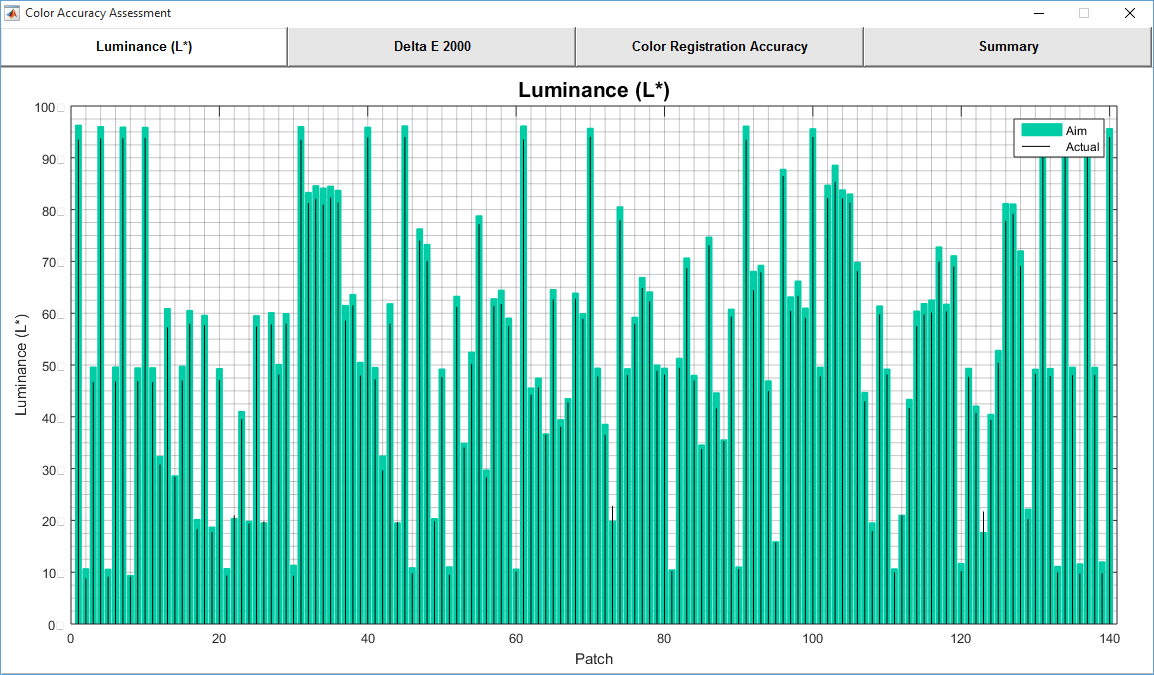 Color Accuracy Assessment
Luminance (L*)
Delta E 2000
Color Registration Accuracy
Summary
Luminance (L*)
Aim
Actual
100
90
80
70
60
50
40
30
20
10
0
Luminance (L*)
0 20 40 60 80 100 120 140
Patch